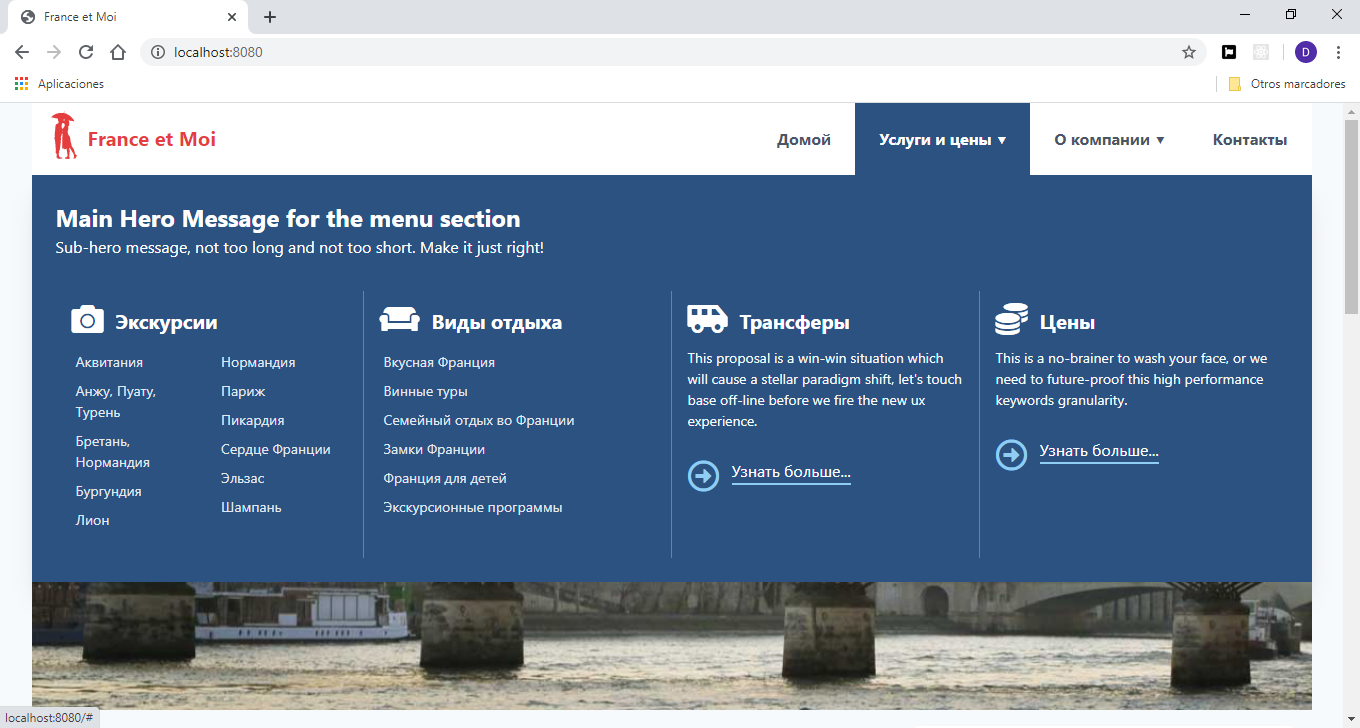 France et Moi
localhost:8080
D
Aplicaciones
Otros marcadores
France et Moi
Домой
Услуги и цены ▼
О компании ▼
Контакты
Main Hero Message for the menu section
Sub-hero message, not too long and not too short. Make it just right!
Экскурсии
Аквитания
Анжу, Пуату,
Турень
Бретань,
Нормандия
Бургундия
Лион
Нормандия
Париж
Пикардия
Сердце Франции
Эльзас
Шампань
Виды отдыха
Вкусная Франция
Винные туры
Семейный отдых во Франции
Замки Франции
Франция для детей
Экскурсионные программы
Трансферы
This proposal is a win-win situation which
will cause a stellar paradigm shift, let's touch
base off-line before we fire the new ux
experience.
Узнать больше...
Цены
This is a no-brainer to wash your face, or we
need to future-proof this high performance
keywords granularity.
Узнать больше...
localhost:8080/#